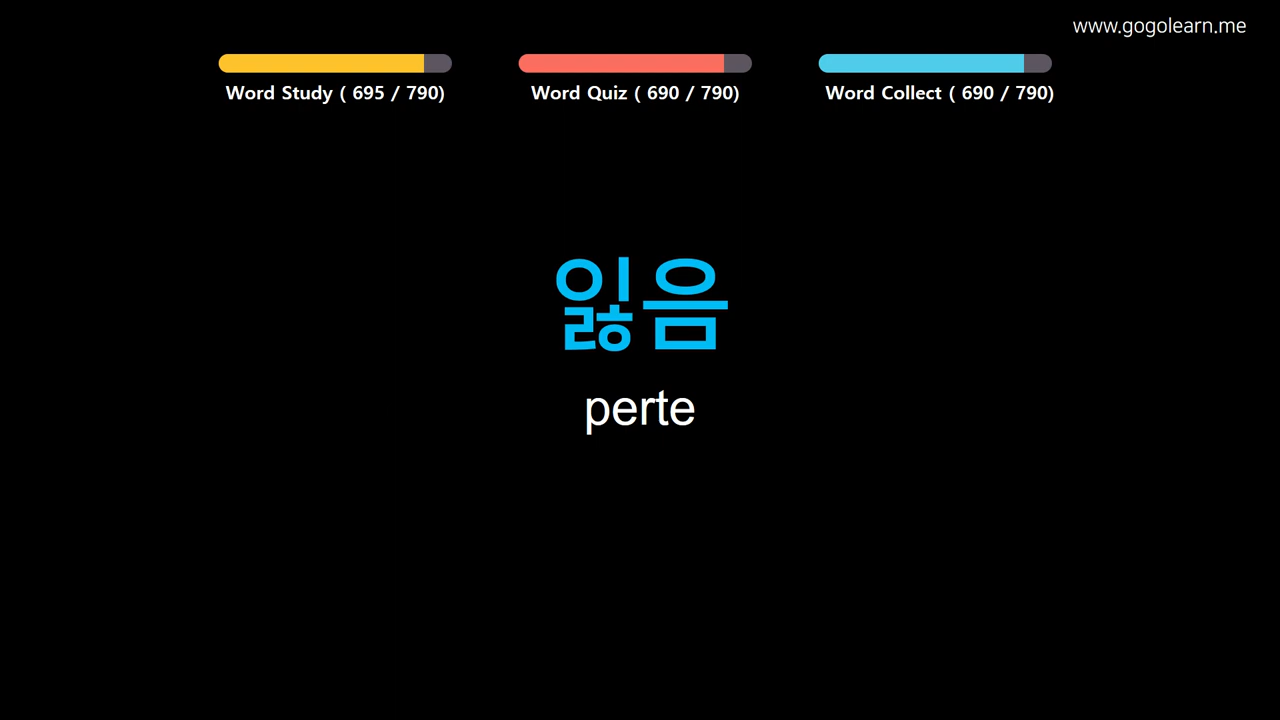 www.gogolearn.me
Word Study ( 695 / 790)
Word Quiz ( 690 / 790)
Word Collect ( 690 / 790)
잃음
perte